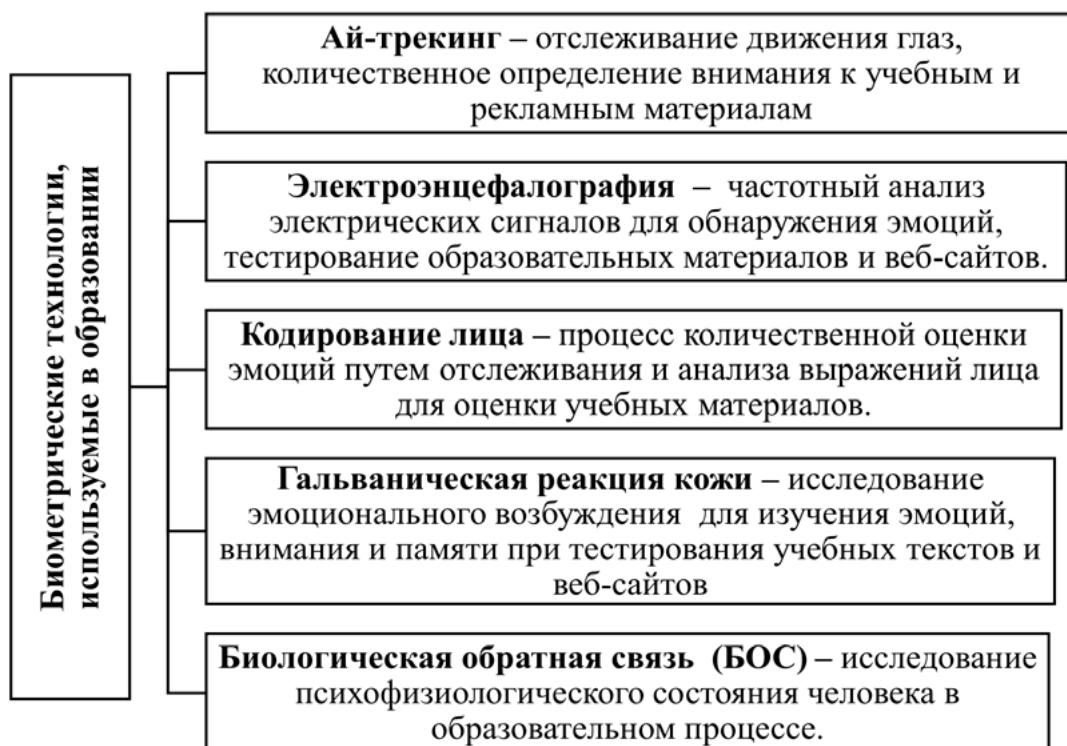 Биометрические технологии,
используемые в образовании
Ай-трекинг – отслеживание движения глаз,
количественное определение внимания к учебным и
рекламным материалам
Электроэнцефалография – частотный анализ
электрических сигналов для обнаружения эмоций,
тестирование образовательных материалов и веб-сайтов.
Кодирование лица – процесс количественной оценки
эмоций путем отслеживания и анализа выражений лица
для оценки учебных материалов.
Гальваническая реакция кожи – исследование
эмоционального возбуждения для изучения эмоций,
внимания и памяти при тестирования учебных текстов и
веб-сайтов
Биологическая обратная связь (БОС) – исследование
психофизиологического состояния человека в
образовательном процессе.